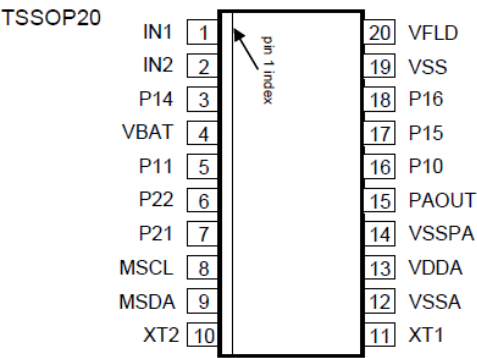 TSSOP20
IN1 1 20 VFLD
IN2 2 19 VSS
P14 3 18 P16
VBAT 4 17 P15
P11 5 16 P10
P22 6 15 PAOUT
P21 7 14 VSSPA
MSCL 8 13 VDDA
MSDA 9 12 VSSA
XT2 10 11 XT1
pin 1 index